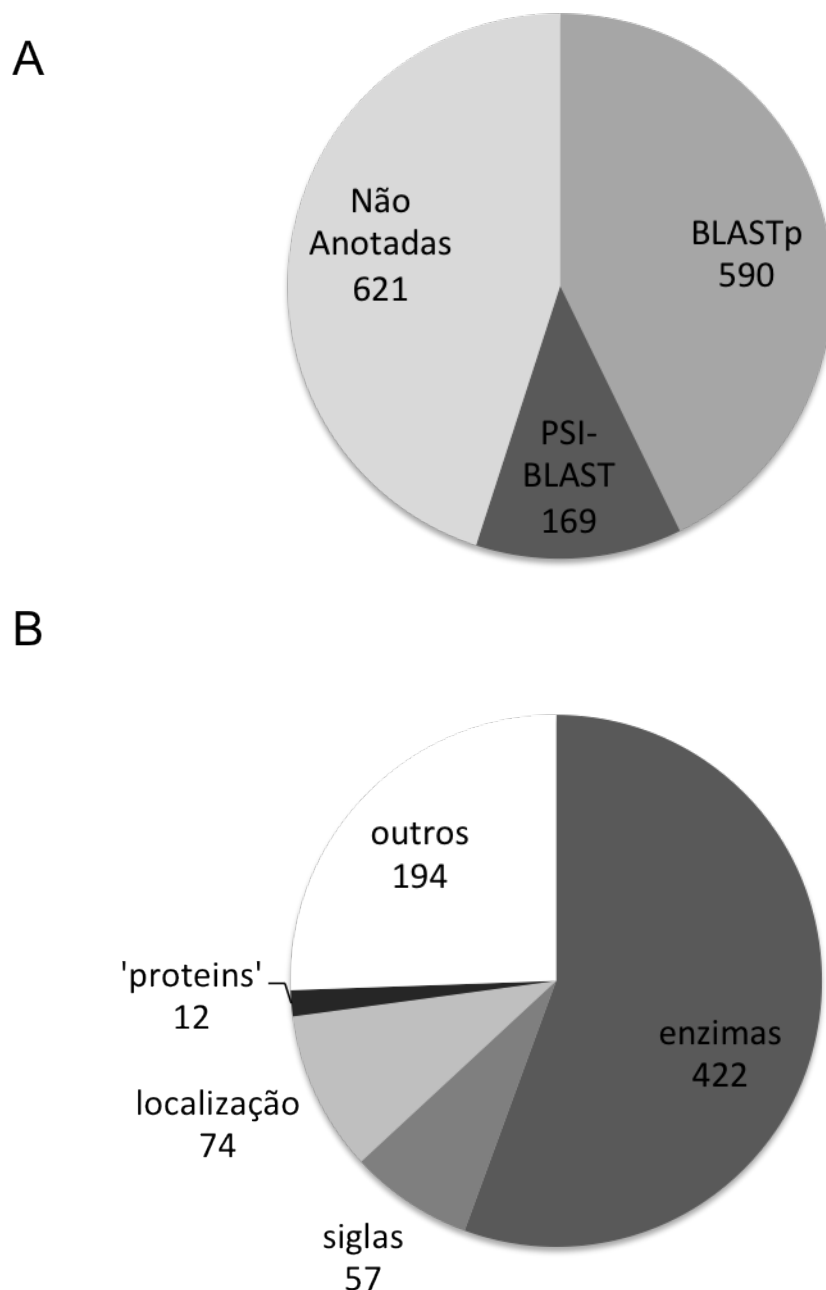 A
Não
Anotadas
621
BLASTp
590
PSI-
BLAST
169
B
outros
194
'proteins'
12
enzimas
422
localização
74
siglas
57